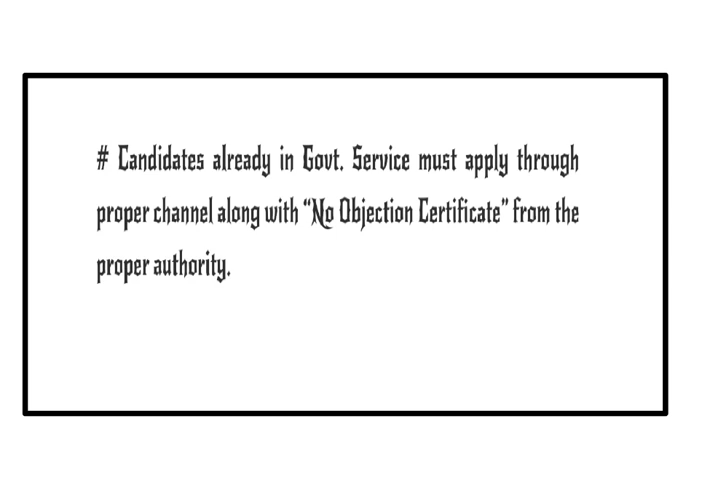 # Candidates already in Govt. Service must apply through
proper channel along with “No Objection Certificate” from the
proper authority.